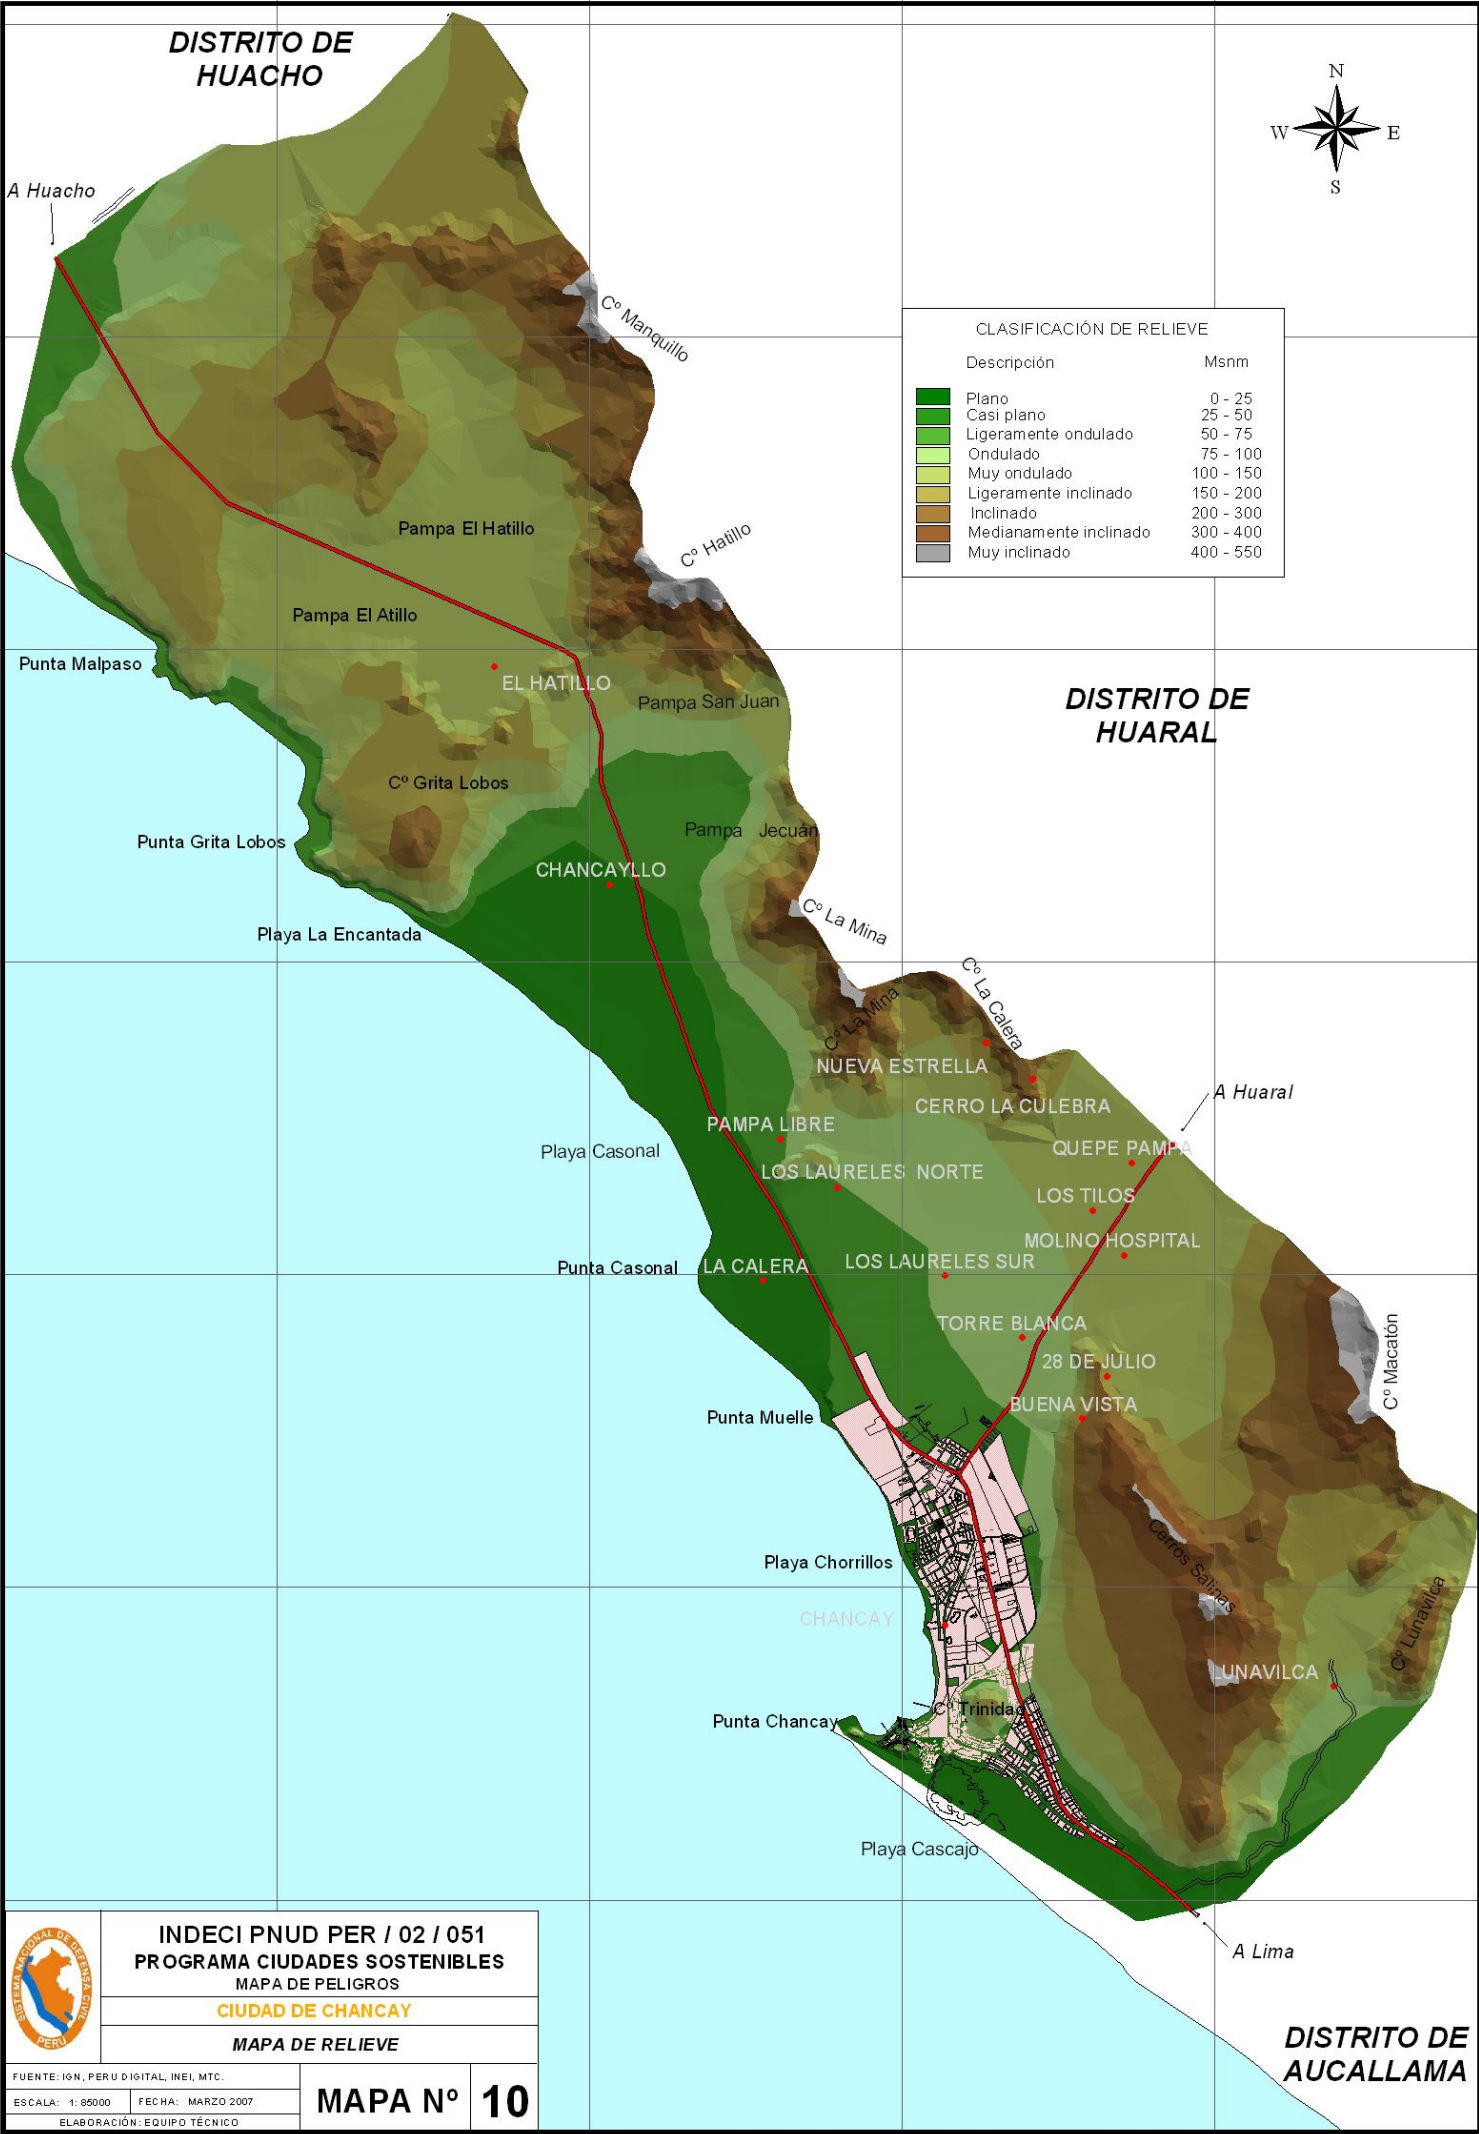 DISTRITO DE
HUACHO
N
W
E
S
A Huacho
Cº Manquillo
CLASIFICACIÓN DE RELIEVE
Descripción Msnm
Plano 0 - 25
Casi plano 25 - 50
Ligeramente ondulado 50 - 75
Ondulado 75 - 100
Muy ondulado 100 - 150
Ligeramente inclinado 150 - 200
Inclinado 200 - 300
Medianamente inclinado 300 - 400
Muy inclinado 400 - 550
Pampa El Hatillo
Cº Hatillo
Pampa El Atillo
Punta Malpaso
EL HATILLO
Pampa San Juan
DISTRITO DE
HUARAL
Cº Grita Lobos
Punta Grita Lobos
Pampa Jecuán
CHANCAYLLO
Cº La Mina
Playa La Encantada
Cº La Mina
Cº La Calera
NUEVA ESTRELLA
CERRO LA CULEBRA
A Huaral
PAMPA LIBRE
QUEPE PAMPA
Playa Casonal
LOS LAURELES NORTE
LOS TILOS
MOLINO HOSPITAL
Punta Casonal
LA CALERA
LOS LAURELES SUR
TORRE BLANCA
28 DE JULIO
Cº Macatón
BUENA VISTA
Punta Muelle
Cerros Salinas
Playa Chorrillos
CHANCAY
Cº Lunavilca
LUNAVILCA
Cº Trinidad
Punta Chancay
Playa Cascajo
A Lima
DISTRITO DE
AUCALLAMA
SISTEMA NACIONAL DE DEFENSA CIVIL
PERU
INDECI PNUD PER / 02 / 051
PROGRAMA CIUDADES SOSTENIBLES
MAPA DE PELIGROS
CIUDAD DE CHANCAY
MAPA DE RELIEVE
FUENTE: IGN, PERU DIGITAL, INEI, MTC.
ESCALA: 1: 85000
FECHA: MARZO 2007
ELABORACIÓN: EQUIPO TÉCNICO
MAPA Nº 10